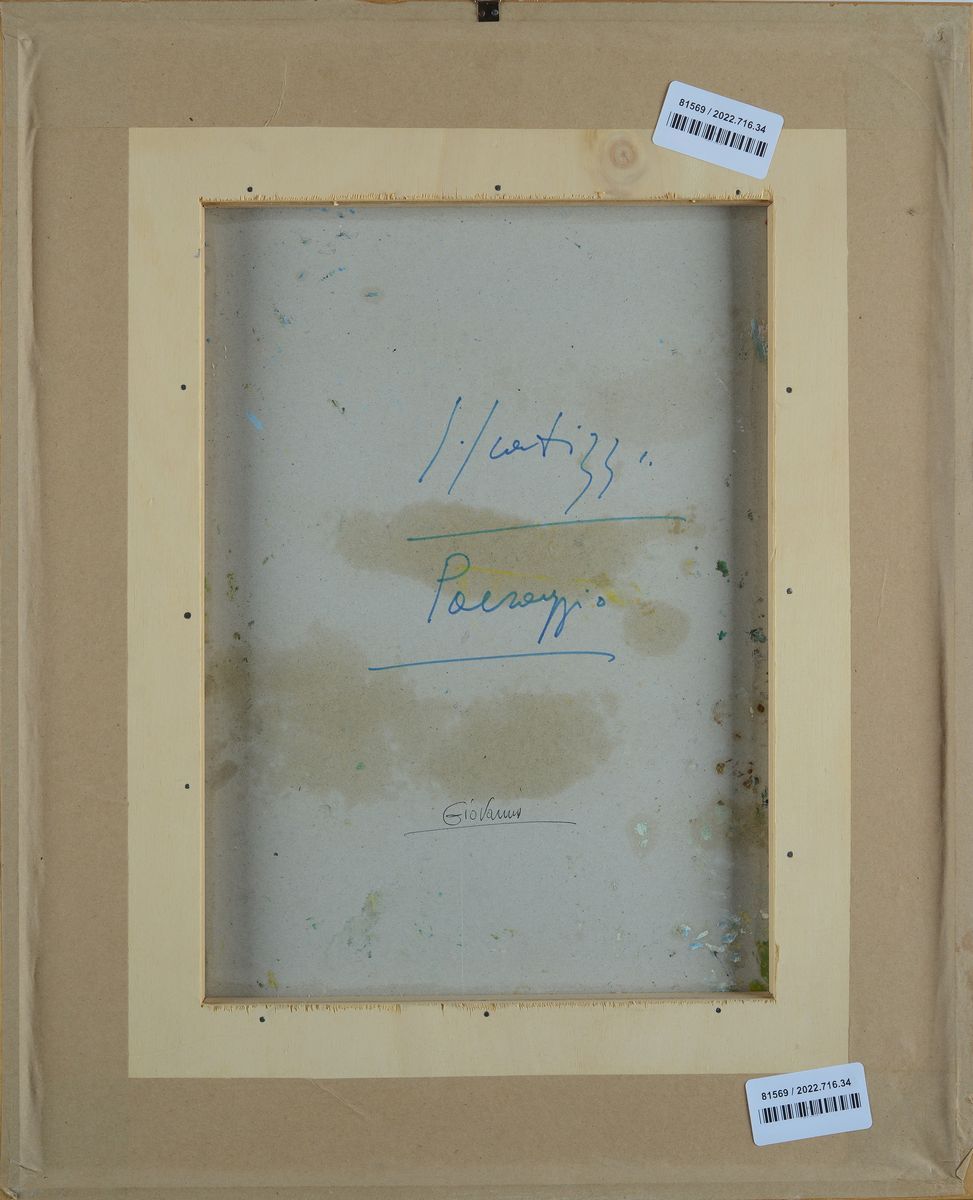 81569 / 2022.716.34
Paesaggio
Giovanni
81569 / 2022.716.34